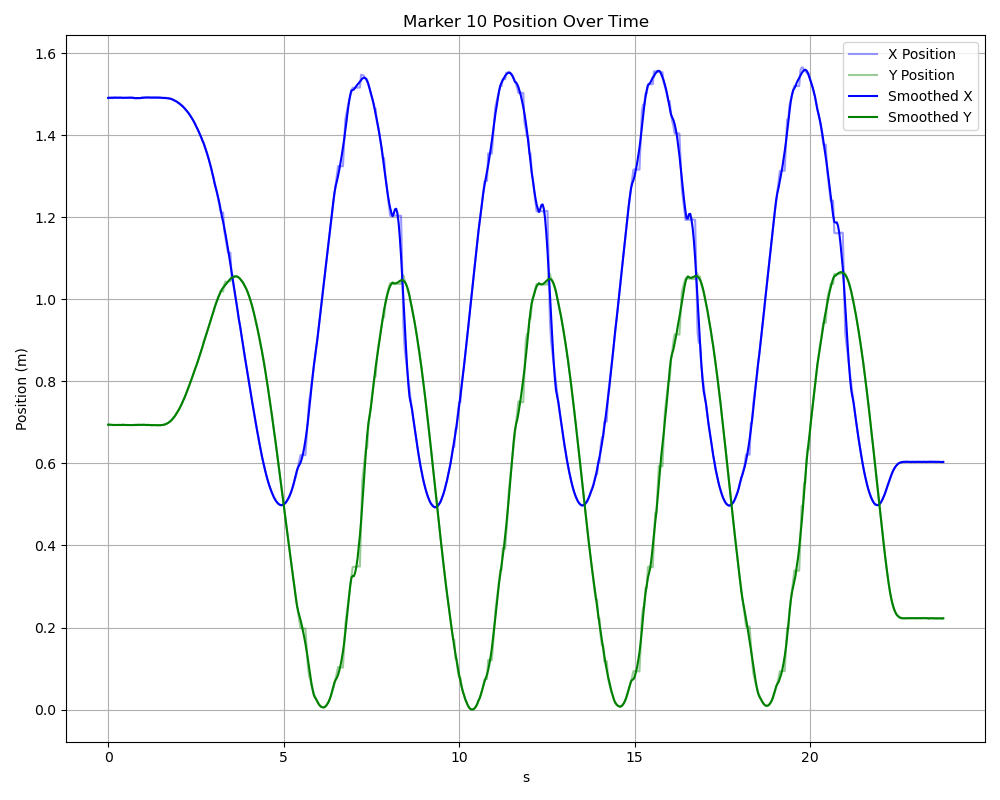 Marker 10 Position Over Time
X Position
Y Position
Smoothed X
Smoothed Y
Position (m)
1.6
1.4
1.2
1.0
0.8
0.6
0.4
0.2
0.0
0 5 10 15 20
s